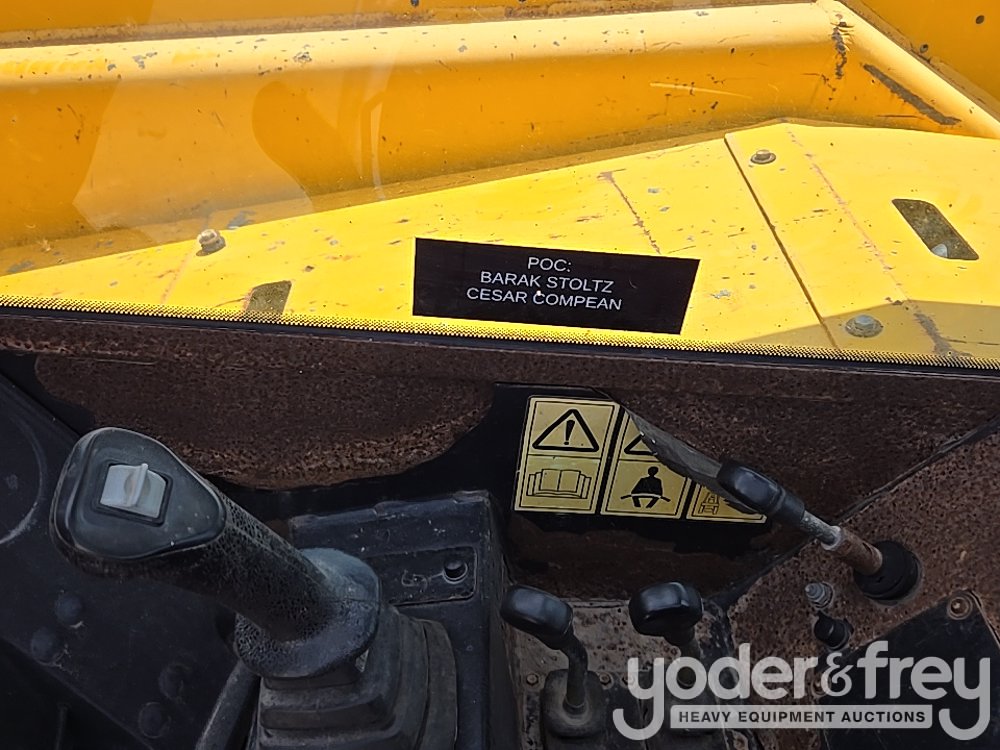 POC:
BARAK STOLTZ
CESAR COMPEAN
yoder&frey
HEAVY EQUIPMENT AUCTIONS